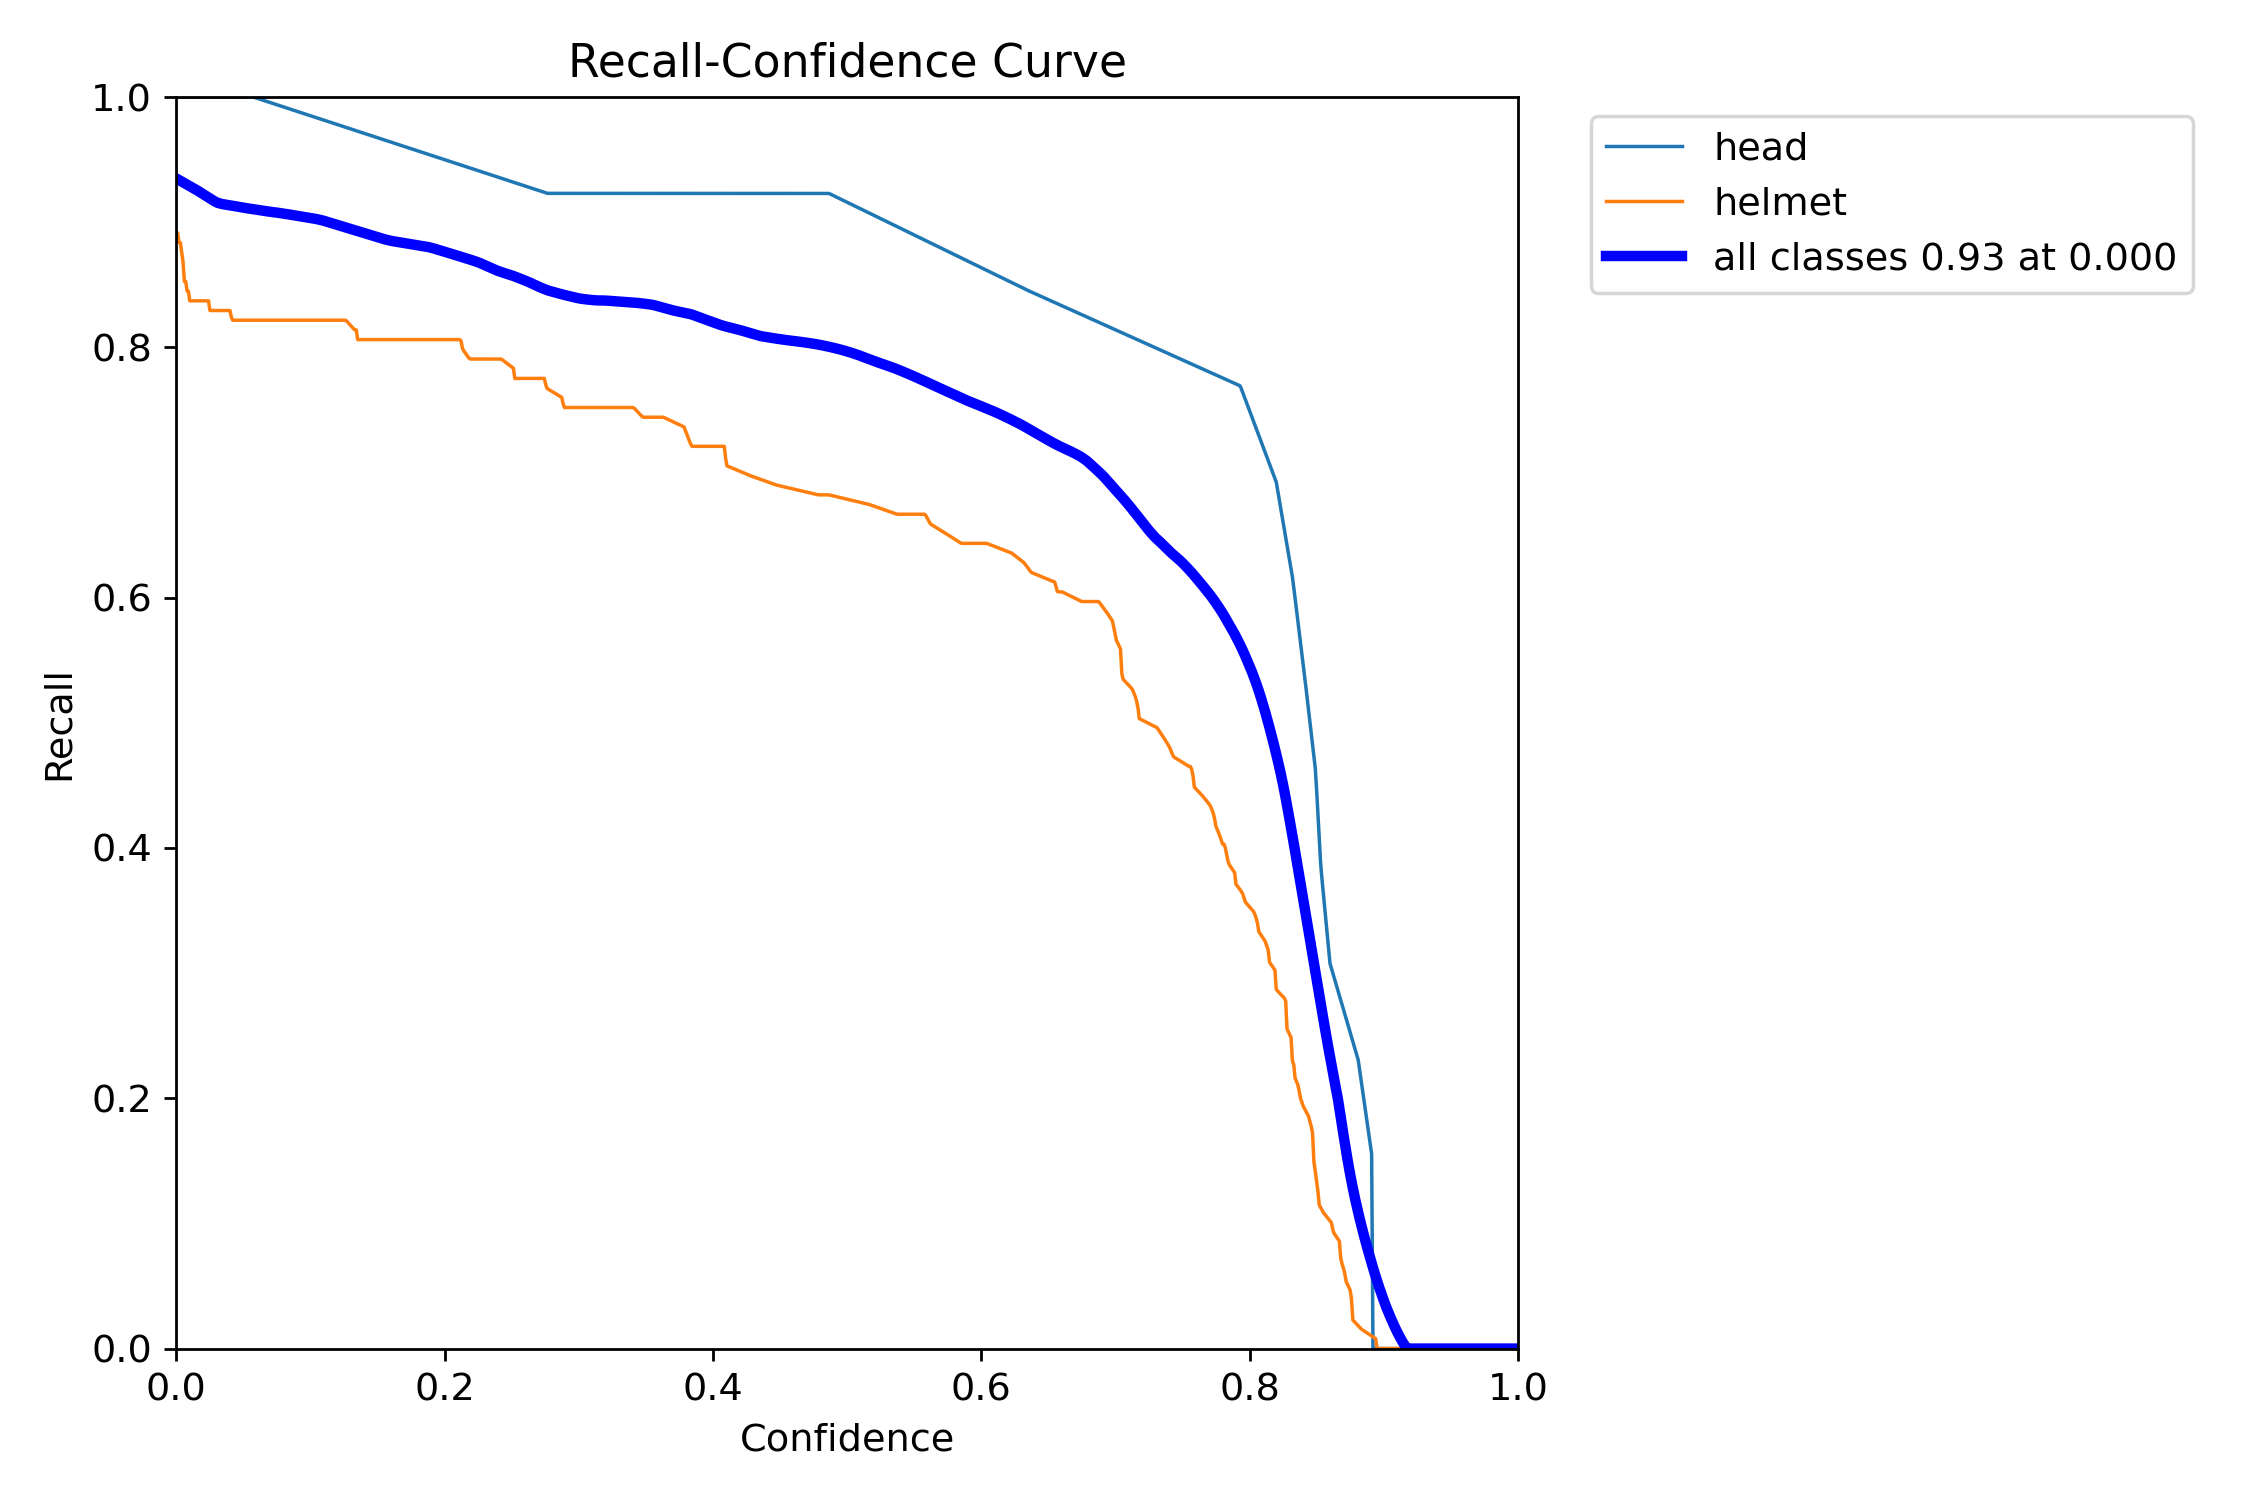 Recall-Confidence Curve
head
helmet
all classes 0.93 at 0.000
1.0
0.8
0.6
0.4
0.2
0.0
Recall
0.0 0.2 0.4 0.6 0.8 1.0
Confidence